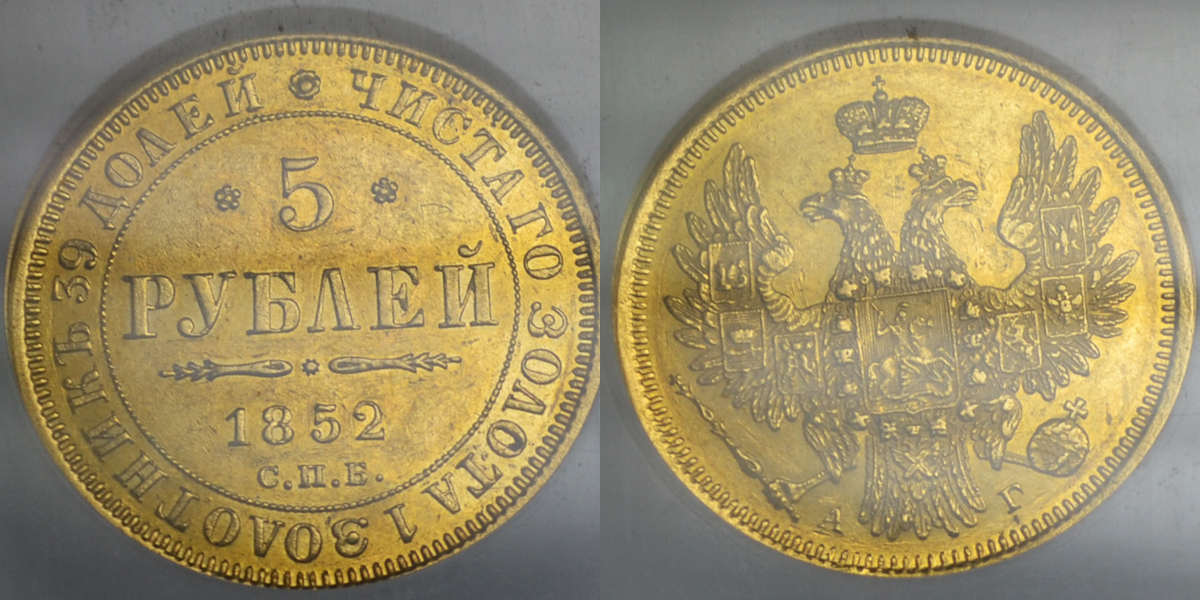 ЧИСТАГО ЗОЛОТА 1 ЗОЛОТНИКЪ 39 ДОЛЕЙ
5
РУБЛЕЙ
1852
С.П.Б.
А Г